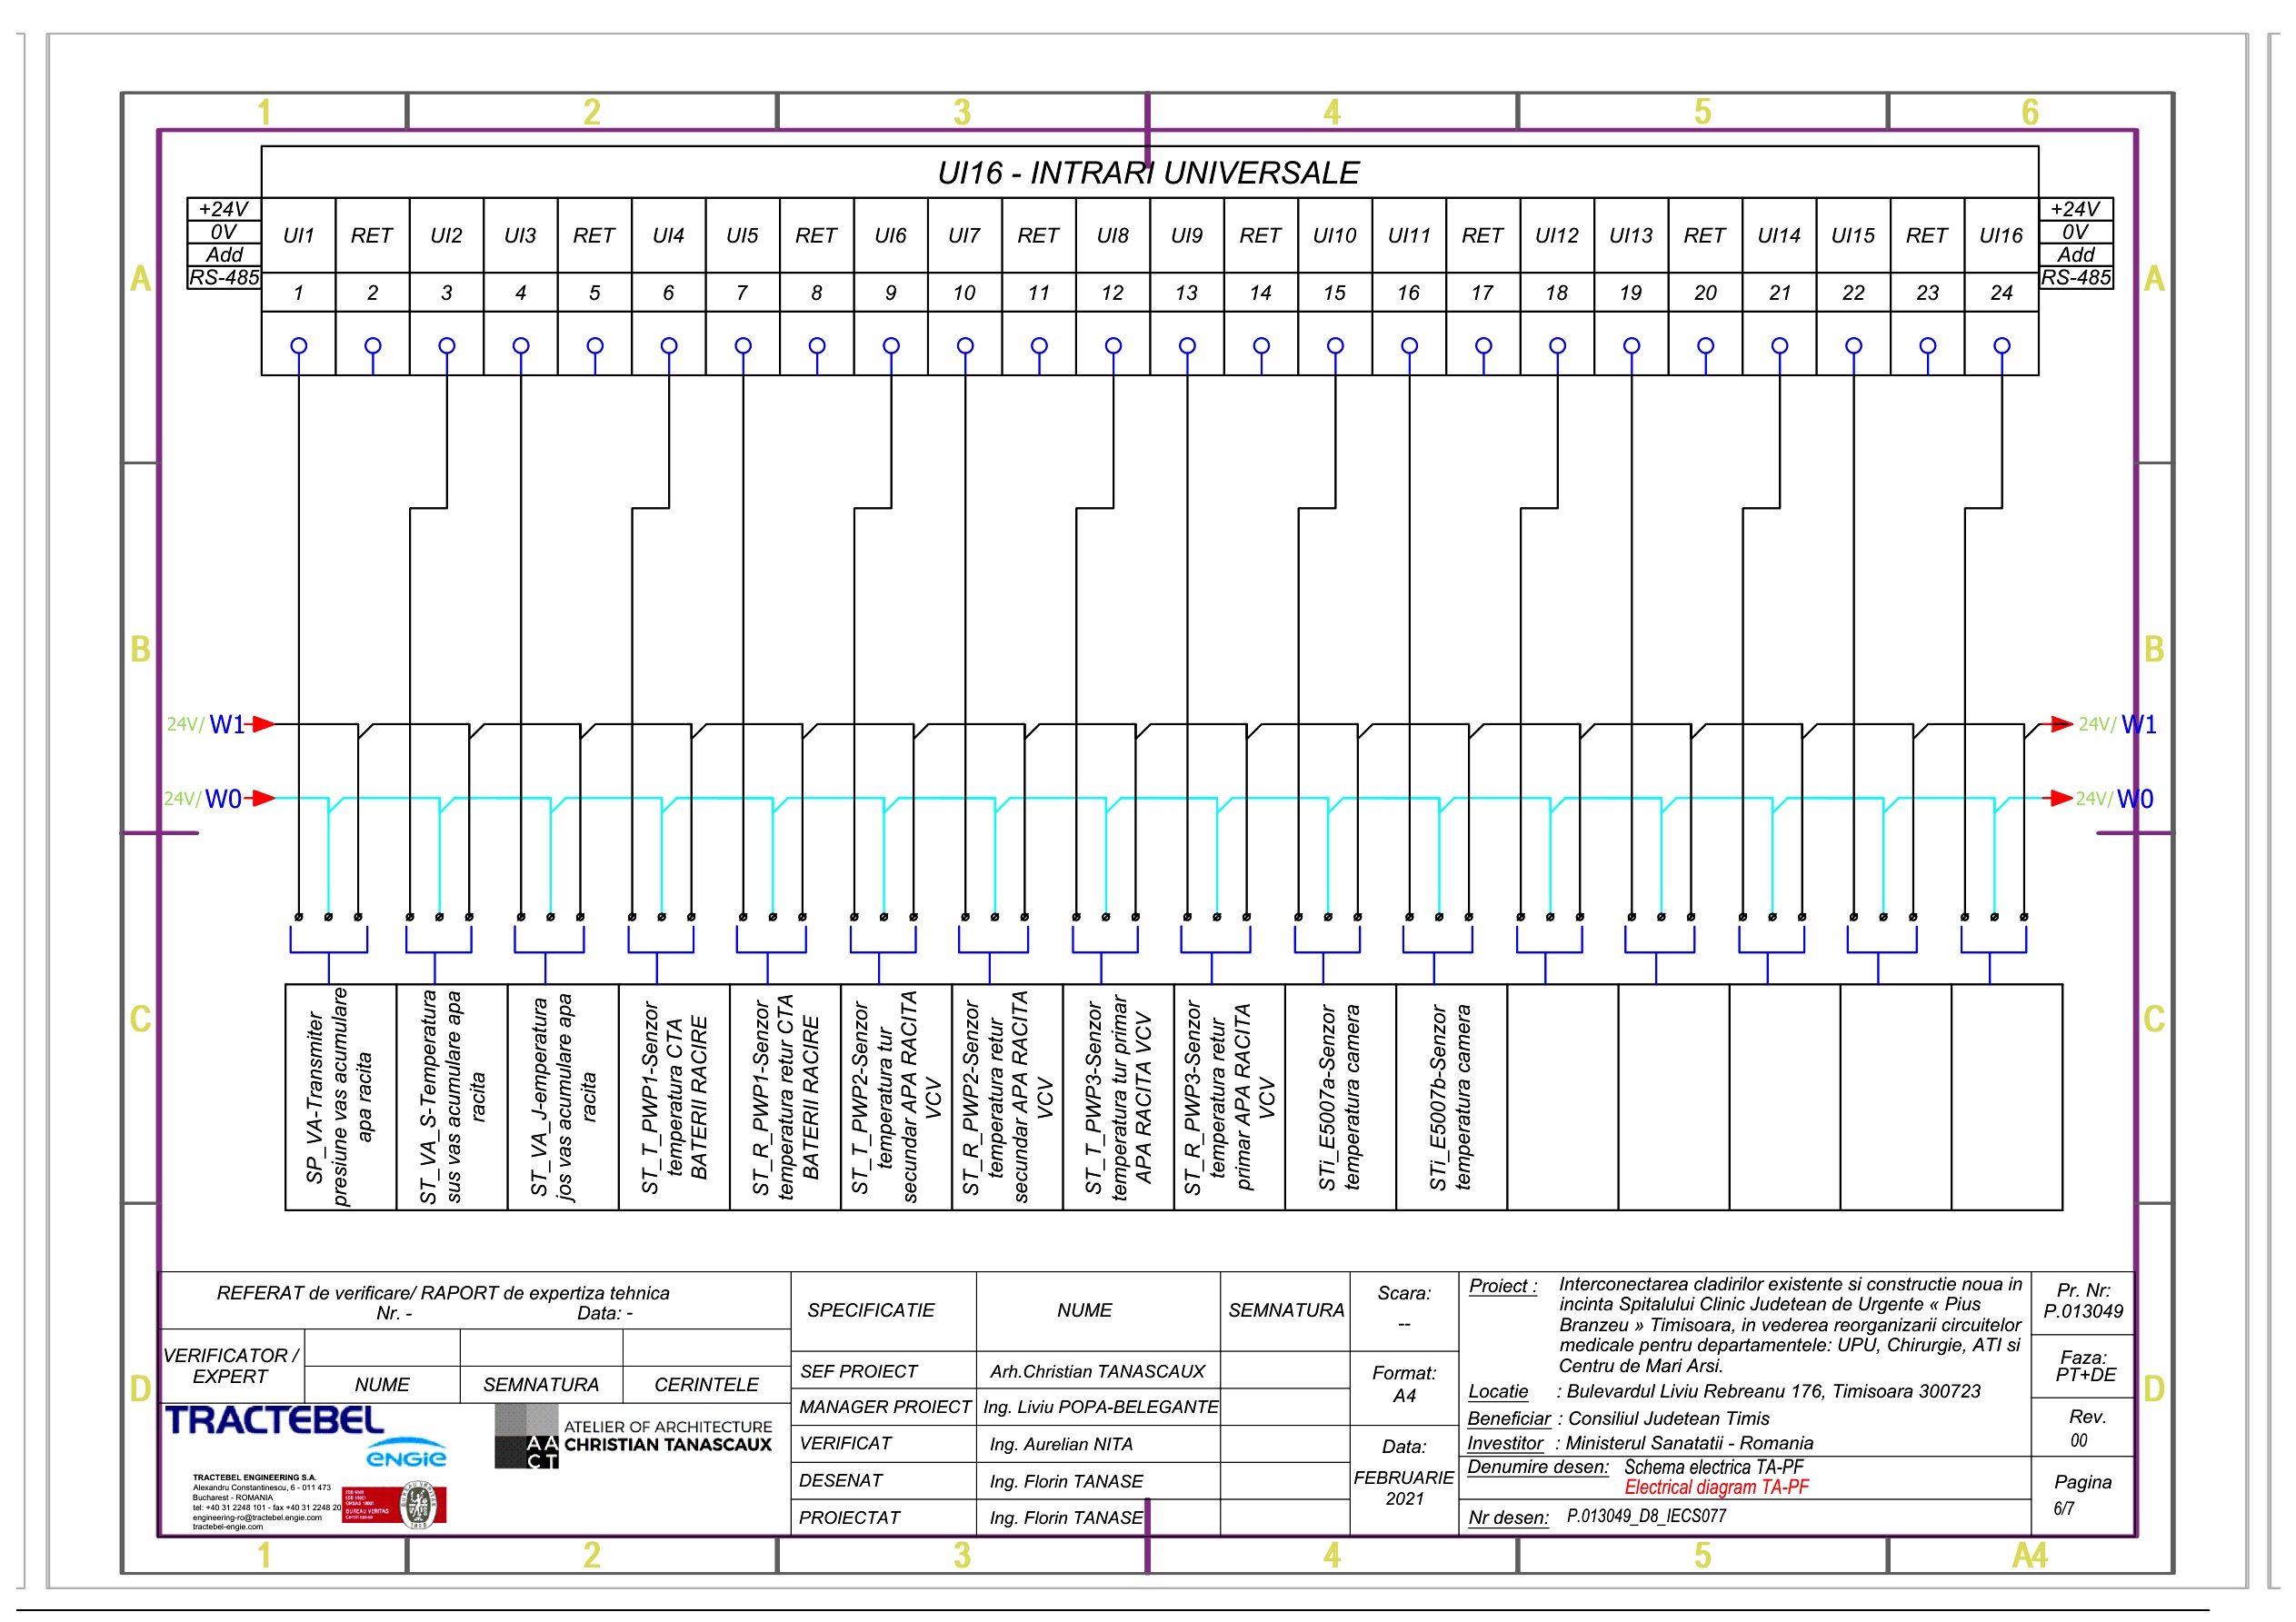 1 2 3 4 5 6
UI16 - INTRARI UNIVERSALE
+24V
0V
Add
RS-485
UI1 RET UI2 UI3 RET UI4 UI5 RET UI6 UI7 RET UI8 UI9 RET UI10 UI11 RET UI12 UI13 RET UI14 UI15 RET UI16
+24V
0V
Add
RS-485
1 2 3 4 5 6 7 8 9 10 11 12 13 14 15 16 17 18 19 20 21 22 23 24
A A
B B
24V/ W1 24V/ W1
24V/ W0 24V/ W0
C C
SP_VA-Transmiter
presiune vas acumulare
apa racita
ST_VA_S-Temperatura
sus vas acumulare apa
racita
ST_VA_J-emperatura
jos vas acumulare apa
racita
ST_T_PWP1-Senzor
temperatura CTA
BATERII RACIRE
ST_R_PWP1-Senzor
temperatura retur CTA
BATERII RACIRE
ST_T_PWP2-Senzor
temperatura tur
secundar APA RACITA
VCV
ST_R_PWP2-Senzor
temperatura retur
secundar APA RACITA
VCV
ST_T_PWP3-Senzor
temperatura tur primar
APA RACITA VCV
ST_R_PWP3-Senzor
temperatura retur
primar APA RACITA
VCV
STi_E5007a-Senzor
temperatura camera
STi_E5007b-Senzor
temperatura camera
D D
REFERAT de verificare/ RAPORT de expertiza tehnica
Nr. - Data: -
VERIFICATOR /
EXPERT
NUME SEMNATURA CERINTELE
TRACTEBEL
ENGIE
AA
CT
ATELIER OF ARCHITECTURE
CHRISTIAN TANASCAUX
TRACTEBEL ENGINEERING S.A.
Alexandru Constantinescu, 6 - 011 473
Bucharest - ROMANIA
tel: +40 31 2248 101 - fax +40 31 2248 20
engineering-ro@tractebel.engie.com
tractebel-engie.com
BUREAU VERITAS
Certification
SPECIFICATIE NUME SEMNATURA
SEF PROIECT Arh.Christian TANASCAUX
MANAGER PROIECT Ing. Liviu POPA-BELEGANTE
VERIFICAT Ing. Aurelian NITA
DESENAT Ing. Florin TANASE
PROIECTAT Ing. Florin TANASE
Scara:
--
Format:
A4
Data:
FEBRUARIE
2021
Proiect : Interconectarea cladirilor existente si constructie noua in
incinta Spitalului Clinic Judetean de Urgente « Pius
Branzeu » Timisoara, in vederea reorganizarii circuitelor
medicale pentru departamentele: UPU, Chirurgie, ATI si
Centru de Mari Arsi.
Locatie : Bulevardul Liviu Rebreanu 176, Timisoara 300723
Beneficiar : Consiliul Judetean Timis
Investitor : Ministerul Sanatatii - Romania
Denumire desen: Schema electrica TA-PF
Electrical diagram TA-PF
Nr desen: P.013049_D8_IECS077
Pr. Nr:
P.013049
Faza:
PT+DE
Rev.
00
Pagina
6/7
1 2 3 4 5 A4